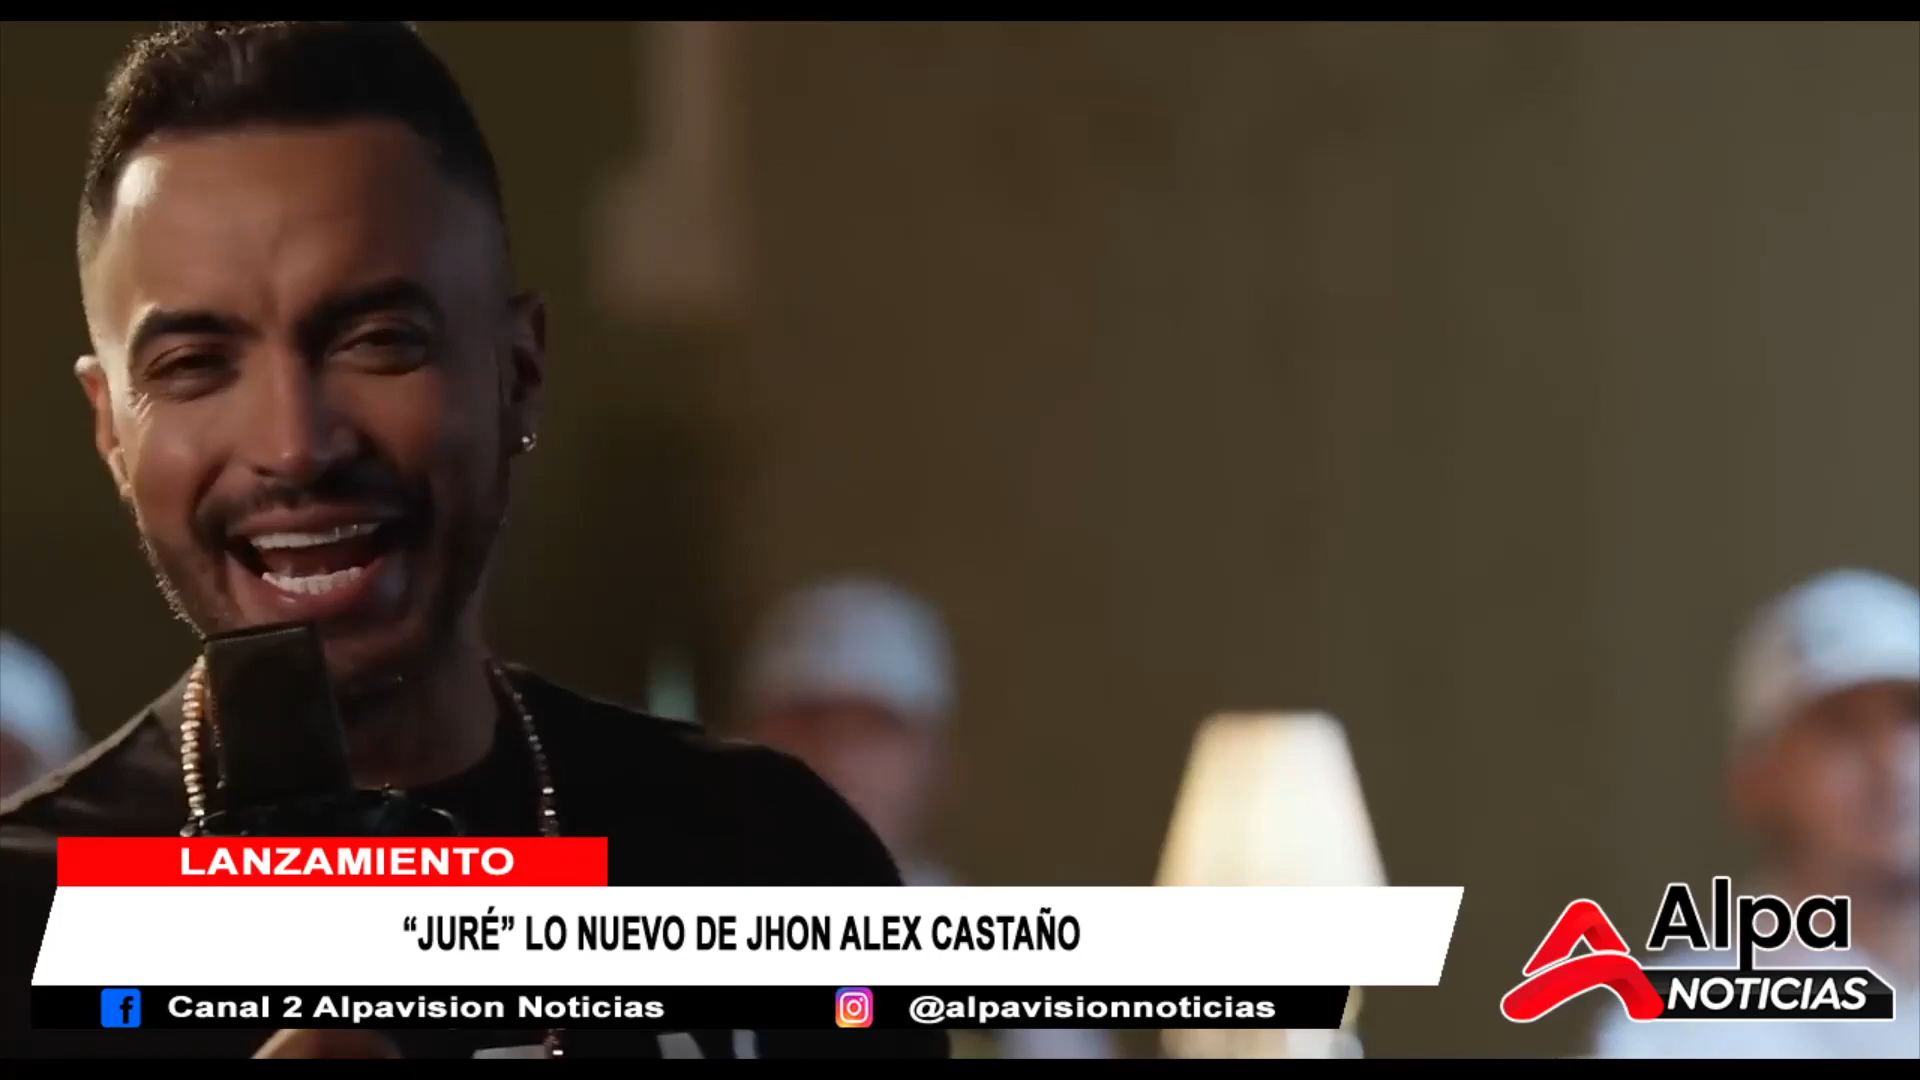 LANZAMIENTO
“JURÉ” LO NUEVO DE JHON ALEX CASTAÑO
Canal 2 Alpavision Noticias
@alpavisionnoticias
Alpa
NOTICIAS